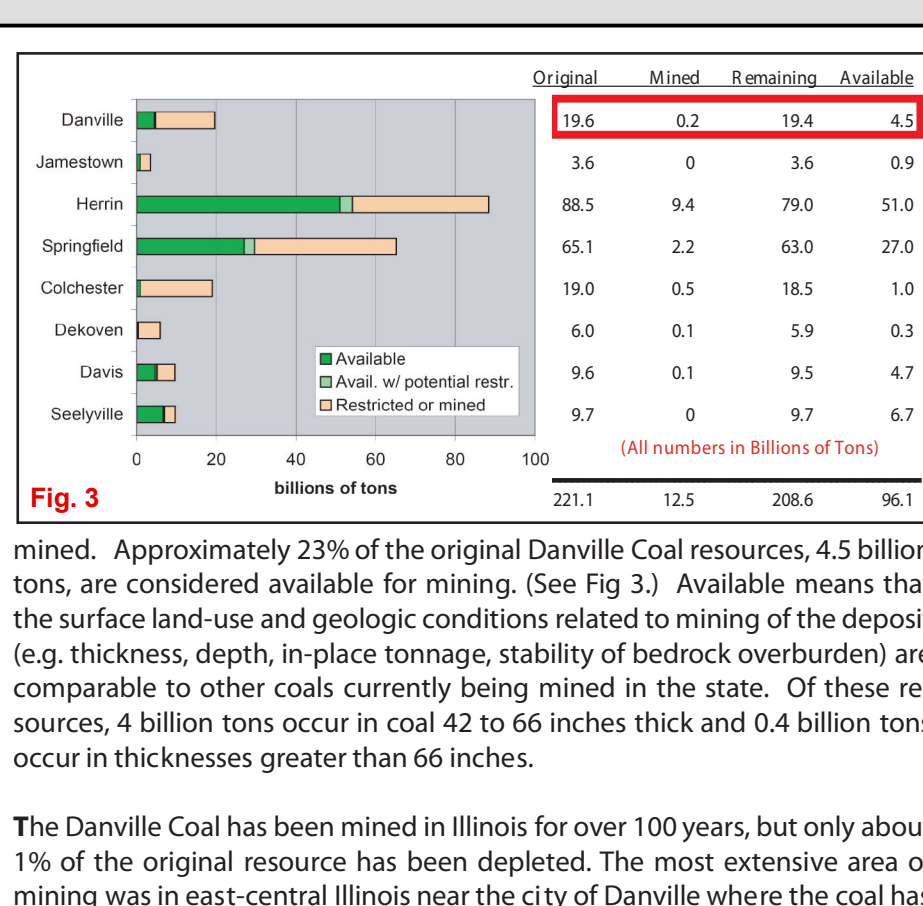 Original Mined Remaining Available
Danville 19.6 0.2 19.4 4.5
Jamestown 3.6 0 3.6 0.9
Herrin 88.5 9.4 79.0 51.0
Springfield 65.1 2.2 63.0 27.0
Colchester 19.0 0.5 18.5 1.0
Dekoven 6.0 0.1 5.9 0.3
Available
Davis 9.6 0.1 9.5 4.7
Avail. w/ potential restr.
Restricted or mined
Seelyville 9.7 0 9.7 6.7
(All numbers in Billions of Tons)
0 20 40 60 80 100
billions of tons
Fig. 3 221.1 12.5 208.6 96.1
mined. Approximately 23% of the original Danville Coal resources, 4.5 billion
tons, are considered available for mining. (See Fig 3.) Available means tha
the surface land-use and geologic conditions related to mining of the deposi
(e.g. thickness, depth, in-place tonnage, stability of bedrock overburden) are
comparable to other coals currently being mined in the state. Of these re
sources, 4 billion tons occur in coal 42 to 66 inches thick and 0.4 billion tons
occur in thicknesses greater than 66 inches.
The Danville Coal has been mined in Illinois for over 100 years, but only abou
1% of the original resource has been depleted. The most extensive area o
mining was in east-central Illinois near the city of Danville where the coal has